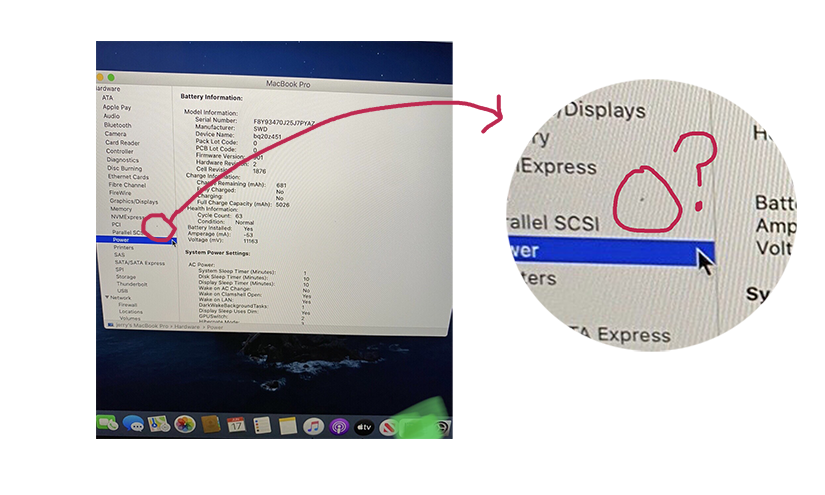 MacBook Pro
Hardware
ATA
Apple Pay
Audio
Bluetooth
Camera
Card Reader
Controller
Diagnostics
Disc Burning
Ethernet Cards
Fibre Channel
FireWire
Graphics/Displays
Memory
NVMExpress
PCI
Parallel SCSI
Power
Printers
SAS
SATA/SATA Express
SPI
Storage
Thunderbolt
USB
Network
Firewall
Locations
Volumes
Battery Information:
Model Information:
Serial Number: F8Y93470J25J7PYAZ
Manufacturer: SWD
Device Name: bq20z451
Pack Lot Code: 0
PCB Lot Code: 0
Firmware Version:
Hardware Revision: 2
Cell Revision: 1876
Charge Information:
Charge Remaining (mAh): 681
Fully Charged: No
Charging: No
Full Charge Capacity (mAh): 5026
Health Information:
Cycle Count: 63
Condition: Normal
Battery Installed: Yes
Amperage (mA): -53
Voltage (mV): 11163
System Power Settings:
AC Power:
System Sleep Timer (Minutes): 1
Disk Sleep Timer (Minutes): 10
Display Sleep Timer (Minutes): 10
Wake on AC Change: No
Wake on Clamshell Open: Yes
Wake on LAN: Yes
DarkWakeBackgroundTasks: 1
Display Sleep Uses Dim: Yes
GPUSwitch: 2
Jerry's MacBook Pro > Hardware > Power
17
tv
/Displays
ry
MExpress
rallel SCSI
wer
ters
TA Express
Batt
Amp
Volt
Sy
?